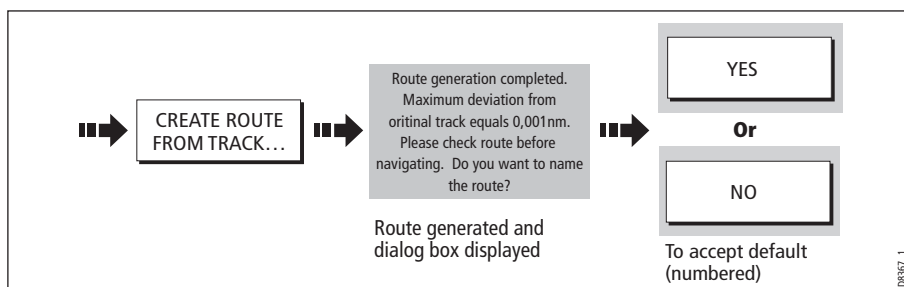 CREATE ROUTE
FROM TRACK...
Route generation completed.
Maximum deviation from
oritinal track equals 0,001nm.
Please check route before
navigating. Do you want to name
the route?
Route generated and
dialog box displayed
YES
Or
NO
To accept default
(numbered)
D8367_1